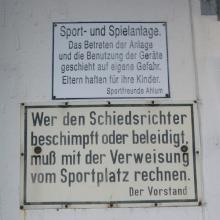 Sport- und Spielanlage.
Das Betreten der Anlage
und die Benutzung der Geräte
geschieht auf eigene Gefahr.
Eltern haften für ihre Kinder.
Sportfreunde Ahlum
Wer den Schiedsrichter
beschimpft oder beleidigt,
muß mit der Verweisung
vom Sportplatz rechnen.
Der Vorstand